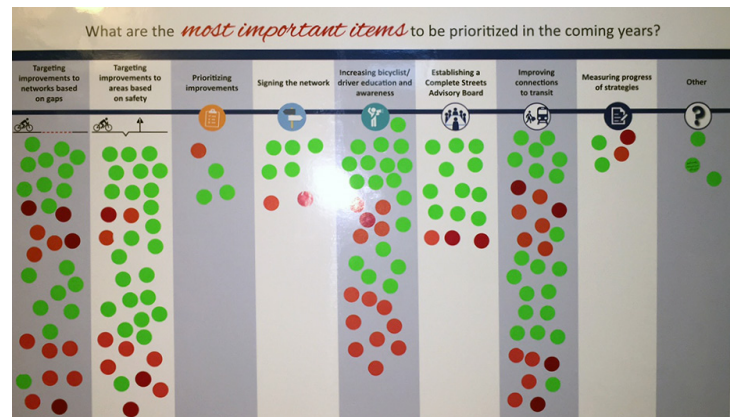 What are the most important items to be prioritized in the coming years?
Targeting
improvements to
networks based
on gaps
Targeting
improvements to
areas based
on safety
Prioritizing
improvements
Signing the network
Increasing bicyclist/
driver education and
awareness
Establishing a
Complete Streets
Advisory Board
Improving
connections
to transit
Measuring progress
of strategies
Other
?